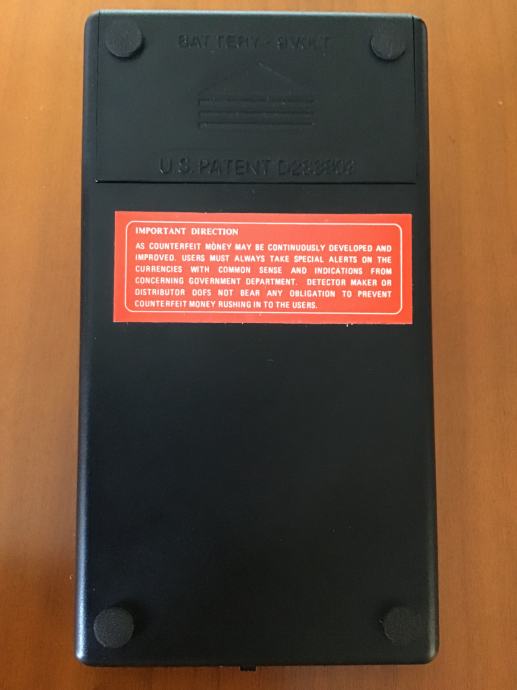 BATTERY - 9 VOLT
U.S. PATENT
IMPORTANT DIRECTION
AS COUNTERFEIT MONEY MAY BE CONTINUOUSLY DEVELOPED AND
IMPROVED. USERS MUST ALWAYS TAKE SPECIAL ALERTS ON THE
CURRENCIES WITH COMMON SENSE AND INDICATIONS FROM
CONCERNING GOVERNMENT DEPARTMENT. DETECTOR MAKER OR
DISTRIBUTOR DOES NOT BEAR ANY OBLIGATION TO PREVENT
COUNTERFEIT MONEY RUSHING IN TO THE USERS.